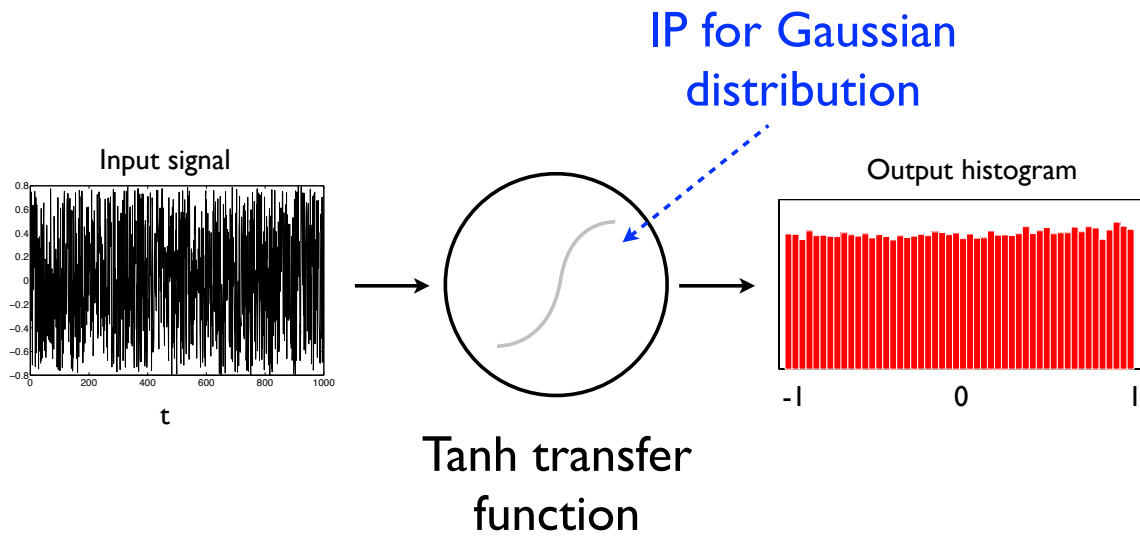 IP for Gaussian
distribution
Input signal
0.8
0.6
0.4
0.2
0
−0.2
−0.4
−0.6
−0.8
0
200
400
600
800
1000
t
Tanh transfer
function
Output histogram
-1
0
1